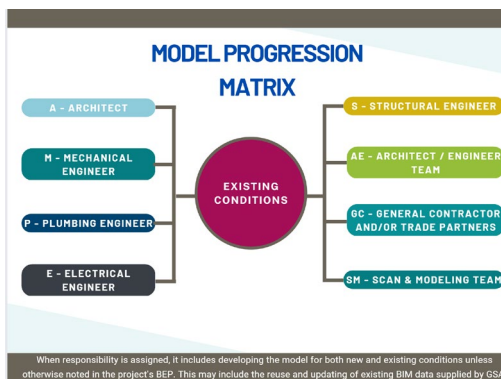 MODEL PROGRESSION
MATRIX
A - ARCHITECT
M - MECHANICAL
ENGINEER
P - PLUMBING ENGINEER
E - ELECTRICAL
ENGINEER
EXISTING
CONDITIONS
S - STRUCTURAL ENGINEER
AE - ARCHITECT / ENGINEER
TEAM
GC - GENERAL CONTRACTOR
AND/OR TRADE PARTNERS
SM - SCAN & MODELING TEAM
When responsibility is assigned, it includes developing the model for both new and existing conditions unless
otherwise noted in the project's BEP. This may include the reuse and updating of existing BIM data supplied by GSA